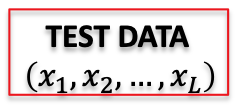 TEST DATA
(x₁, x₂, …, x_L)